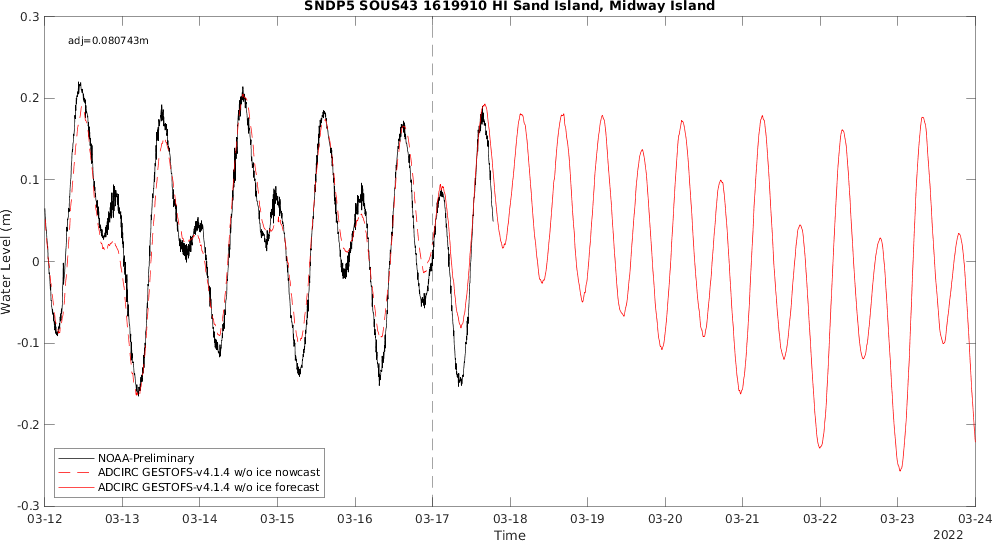 SNDP5 SOUS43 1619910 HI Sand Island, Midway Island
adj=0.080743m
0.3
0.2
0.1
0
-0.1
-0.2
-0.3
Water Level (m)
NOAA-Preliminary
ADCIRC GESTOFS-v4.1.4 w/o ice nowcast
ADCIRC GESTOFS-v4.1.4 w/o ice forecast
03-12 03-13 03-14 03-15 03-16 03-17 03-18 03-19 03-20 03-21 03-22 03-23 03-24
Time
2022